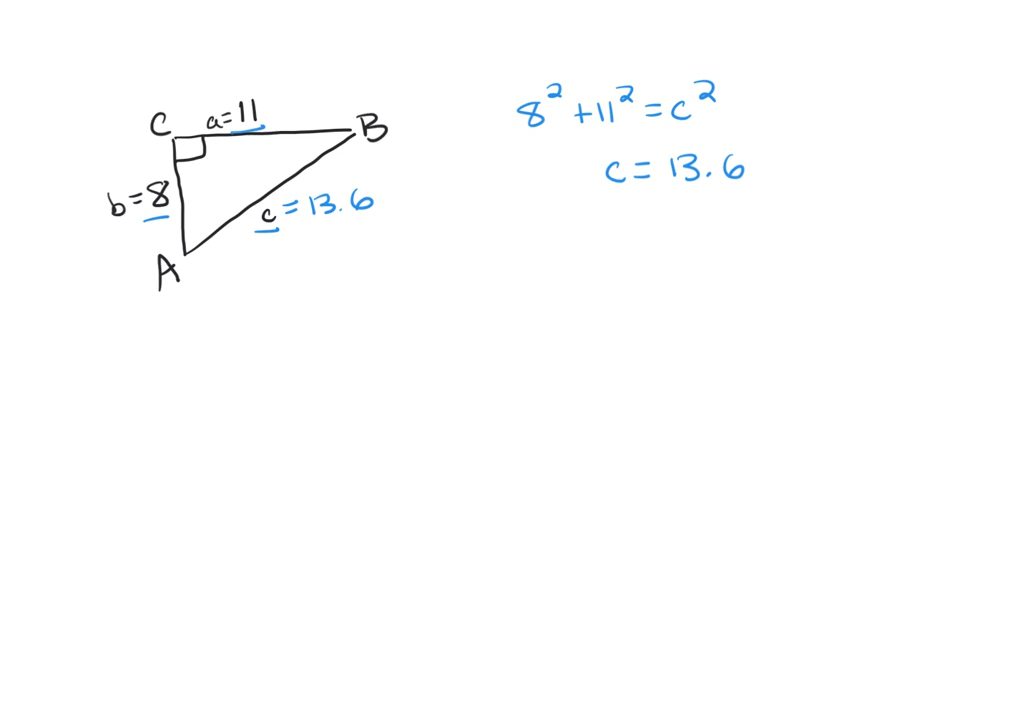 C a=11 B
b=8
c = 13.6
A
8² + 11² = c²
c = 13.6